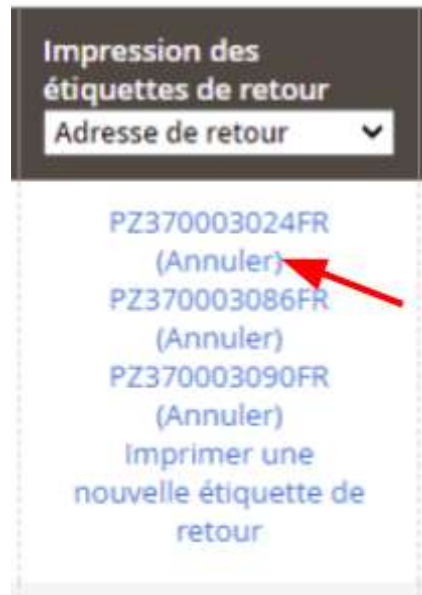 Impression des
étiquettes de retour
Adresse de retour
PZ370003024FR
(Annuler)
PZ370003086FR
(Annuler)
PZ370003090FR
(Annuler)
Imprimer une
nouvelle étiquette de
retour